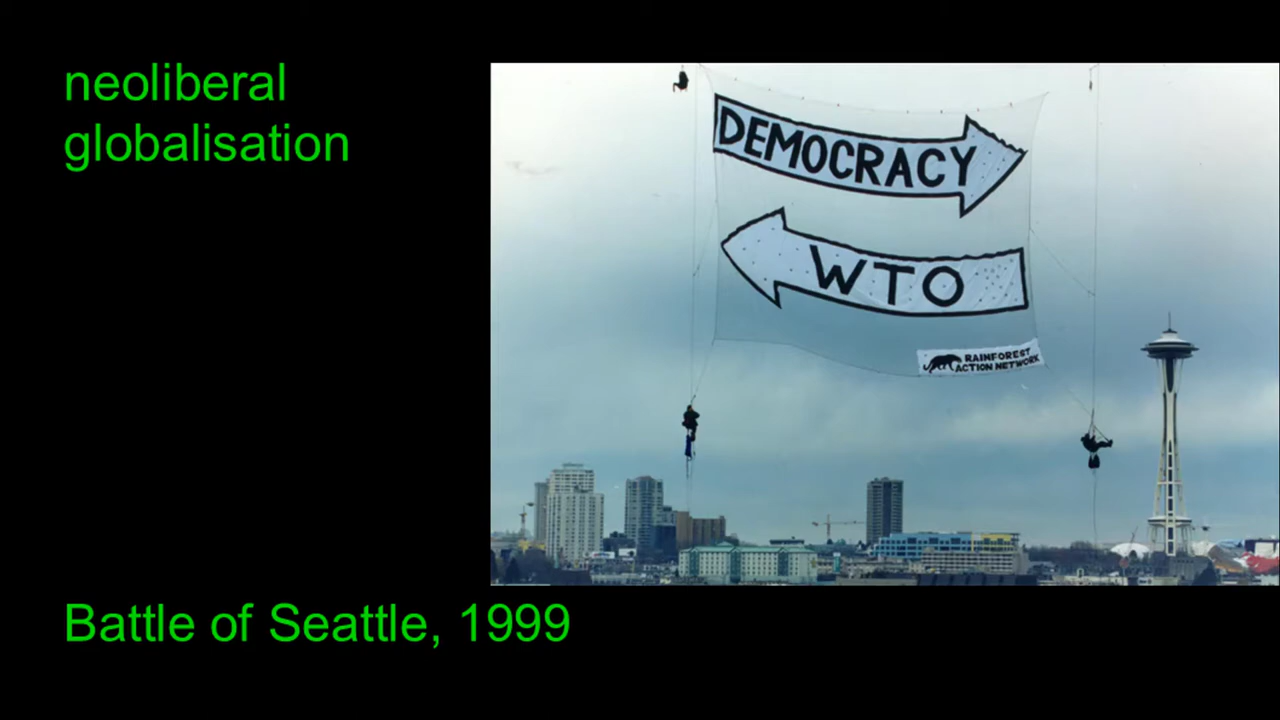 neoliberal
globalisation
DEMOCRACY
WTO
RAINFOREST
ACTION NETWORK
Battle of Seattle, 1999